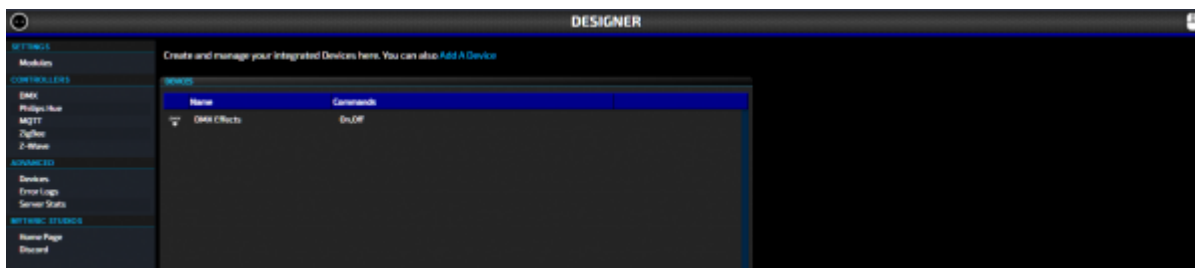 DESIGNER
SETTINGS
Modules
CONTROLLERS
DMX
Philips Hue
MQTT
ZigBee
Z-Wave
ADVANCED
Devices
Error Logs
Server Stats
MYTHIC STUDIOS
Home Page
Discord
Create and manage your integrated Devices here. You can also Add A Device
DEVICES
Name Commands
DMX Effects On,Off